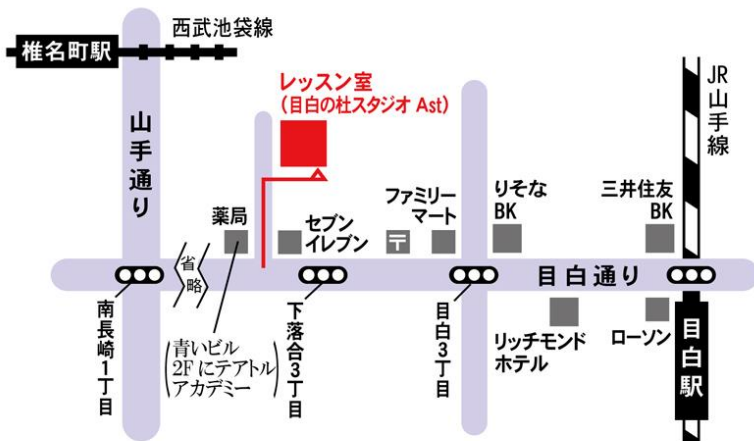 西武池袋線
椎名町駅
レッスン室
(目白の杜スタジオ Ast)
JR山手線
山手通り
薬局
セブン
イレブン
〒
ファミリー
マート
りそな
BK
三井住友
BK
省略
目白通り
南長崎1丁目
(青いビル
2Fにテアトル
アカデミー)
下落合3丁目
目白3丁目
リッチモンド
ホテル
ローソン
目白駅